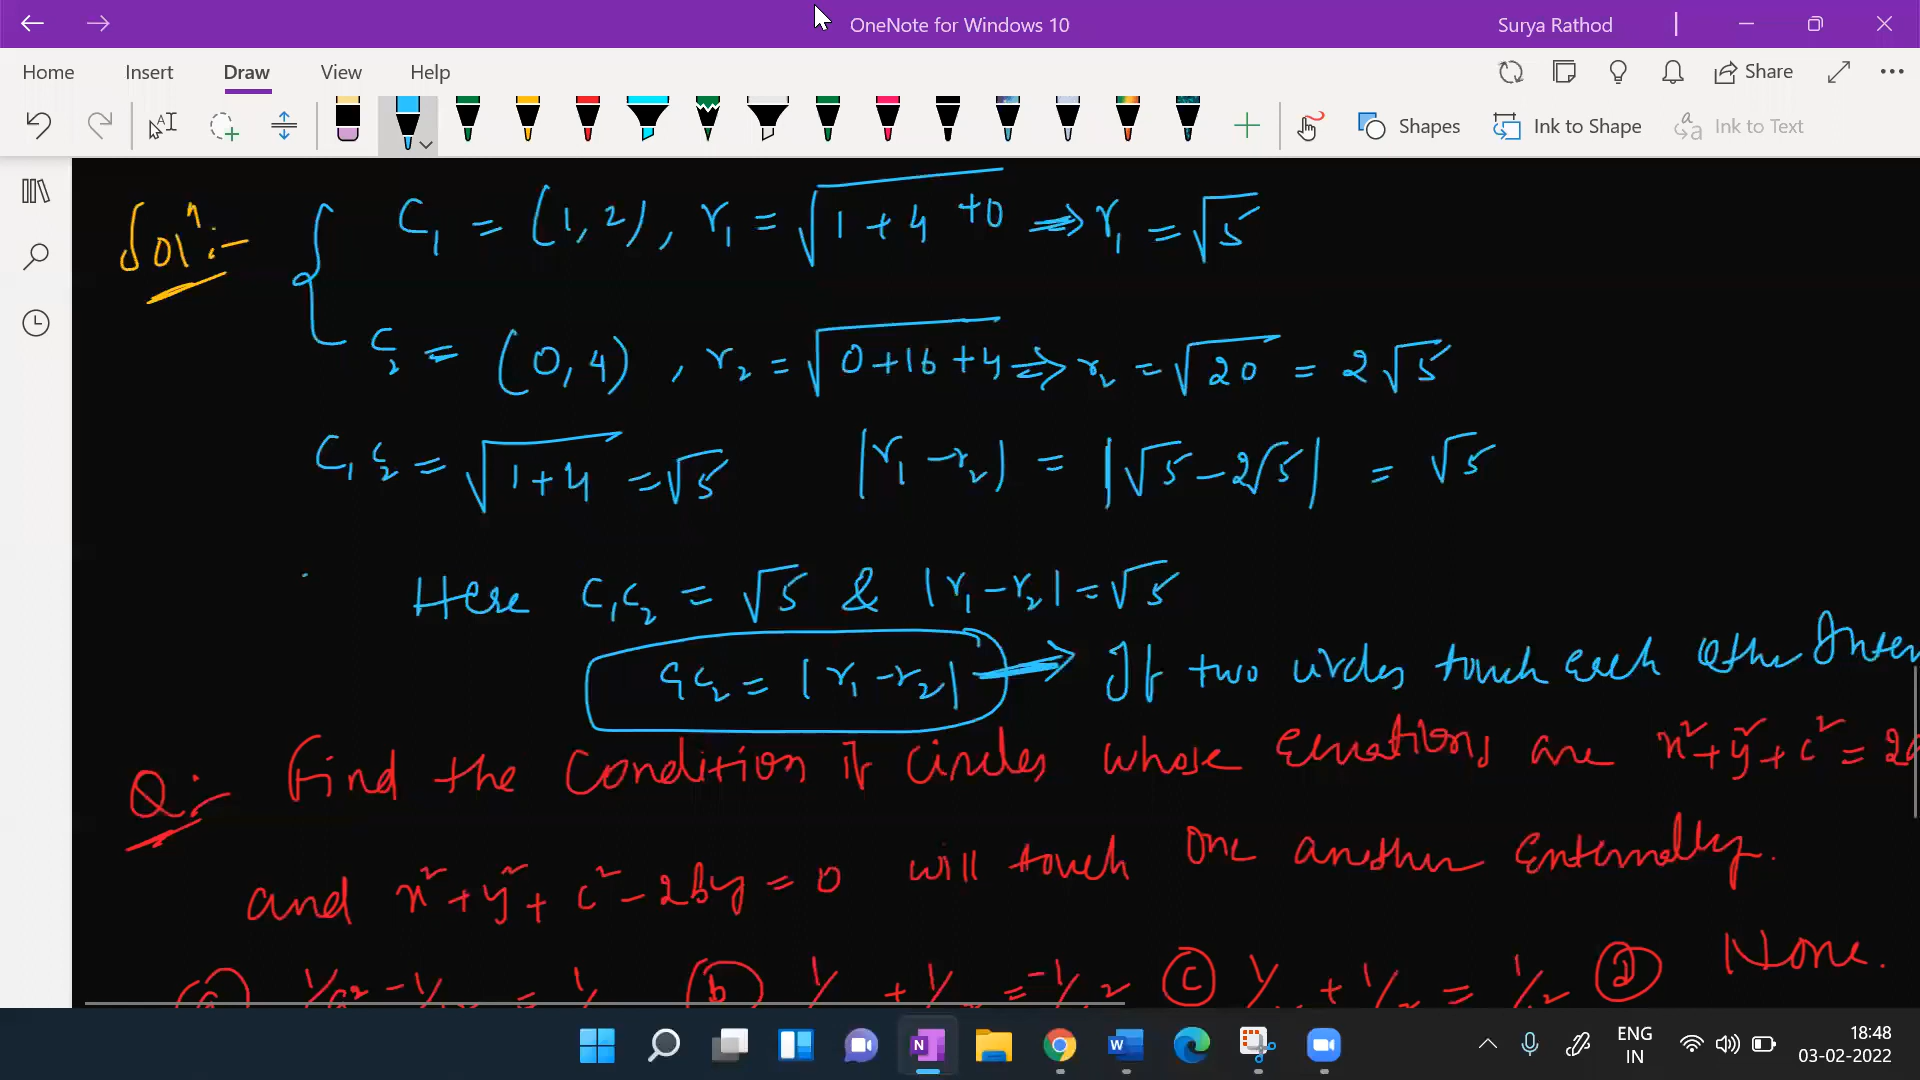 OneNote for Windows 10
Surya Rathod
Home Insert Draw View Help
Share
Shapes Ink to Shape Ink to Text
Solⁿ:- C₁ = (1,2), r₁ = √(1+4+0) ⇒ r₁ = √5
C₂ = (0,4), r₂ = √(0+16+4) ⇒ r₂ = √20 = 2√5
C₁C₂ = √(1+4) = √5 |r₁-r₂| = |√5-2√5| = √5
Here C₁C₂ = √5 & |r₁-r₂| = √5
C₁C₂ = |r₁-r₂| → If two circles touch each other Inter
Q:- Find the Condition if circles whose Equations are x²+y²+c² = 2a
and x²+y²+c²-2by = 0 will touch one another Externally.
(a) (b) (c) (d) None.
ENG
IN
18:48
03-02-2022